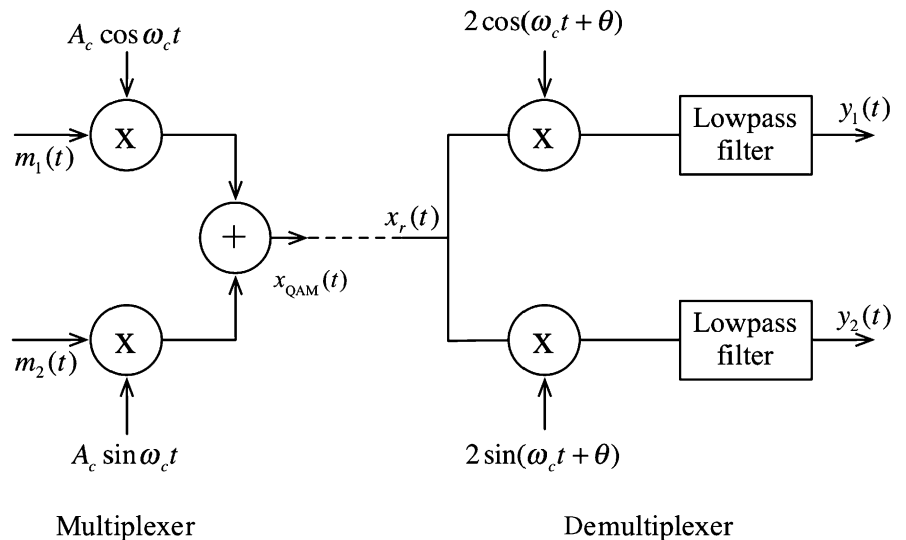 A_c cos ω_c t
2 cos(ω_c t + θ)
X
m_1(t)
X
Lowpass
filter
y_1(t)
+
x_QAM(t)
x_r(t)
X
m_2(t)
X
Lowpass
filter
y_2(t)
A_c sin ω_c t
2 sin(ω_c t + θ)
Multiplexer
Demultiplexer